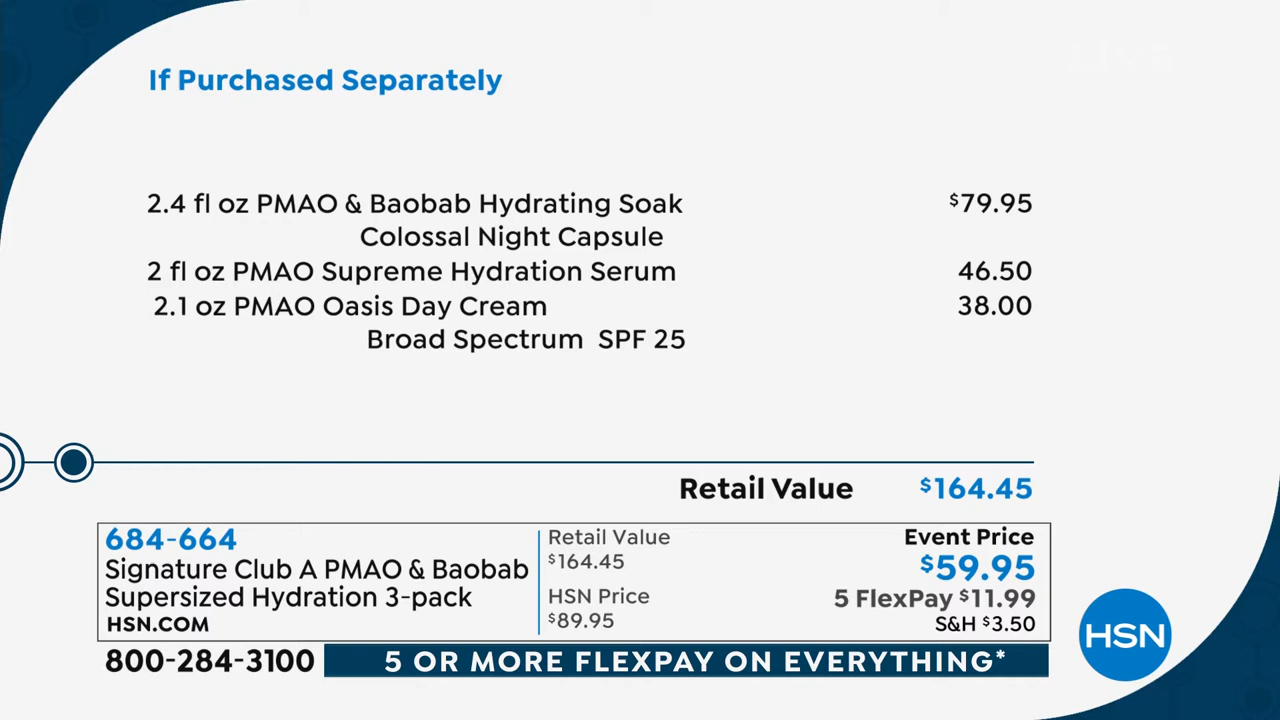 If Purchased Separately
2.4 fl oz PMAO & Baobab Hydrating Soak $79.95
Colossal Night Capsule
2 fl oz PMAO Supreme Hydration Serum 46.50
2.1 oz PMAO Oasis Day Cream 38.00
Broad Spectrum SPF 25
Retail Value $164.45
684-664
Signature Club A PMAO & Baobab
Supersized Hydration 3-pack
HSN.COM
Retail Value
$164.45
HSN Price
$89.95
Event Price
$59.95
5 FlexPay $11.99
S&H $3.50
HSN
800-284-3100 5 OR MORE FLEXPAY ON EVERYTHING*